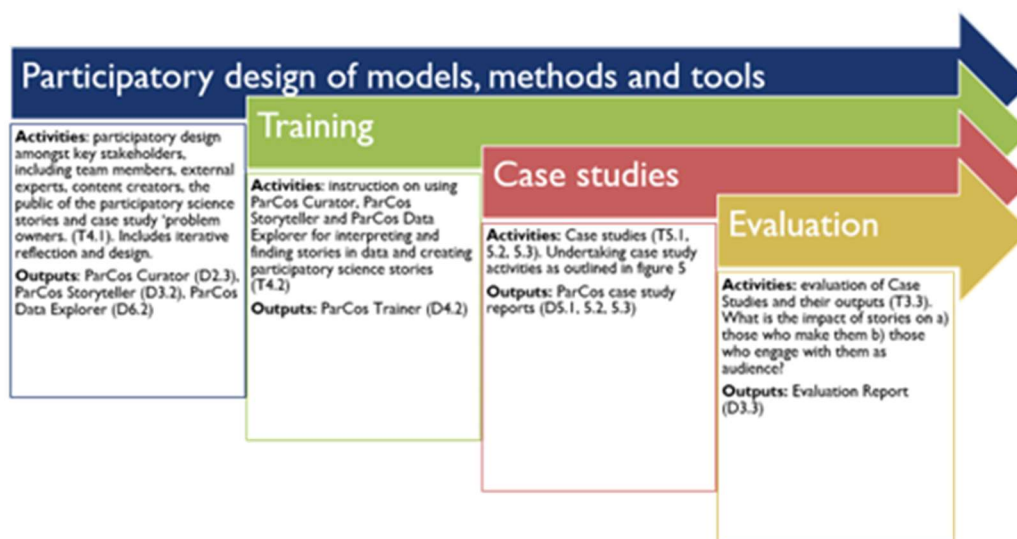 Participatory design of models, methods and tools
Activities: participatory design
amongst key stakeholders,
including team members, external
experts, content creators, the
public of the participatory science
stories and case study 'problem
owners. (T4.1). Includes iterative
reflection and design.
Outputs: ParCos Curator (D2.3),
ParCos Storyteller (D3.2), ParCos
Data Explorer (D6.2)
Training
Activities: instruction on using
ParCos Curator, ParCos
Storyteller and ParCos Data
Explorer for interpreting and
finding stories in data and creating
participatory science stories
(T4.2)
Outputs: ParCos Trainer (D4.2)
Case studies
Activities: Case studies (T5.1,
5.2, 5.3). Undertaking case study
activities as outlined in figure 5
Outputs: ParCos case study
reports (D5.1, 5.2, 5.3)
Evaluation
Activities: evaluation of Case
Studies and their outputs (T3.3).
What is the impact of stories on a)
those who make them b) those
who engage with them as
audience?
Outputs: Evaluation Report
(D3.3)